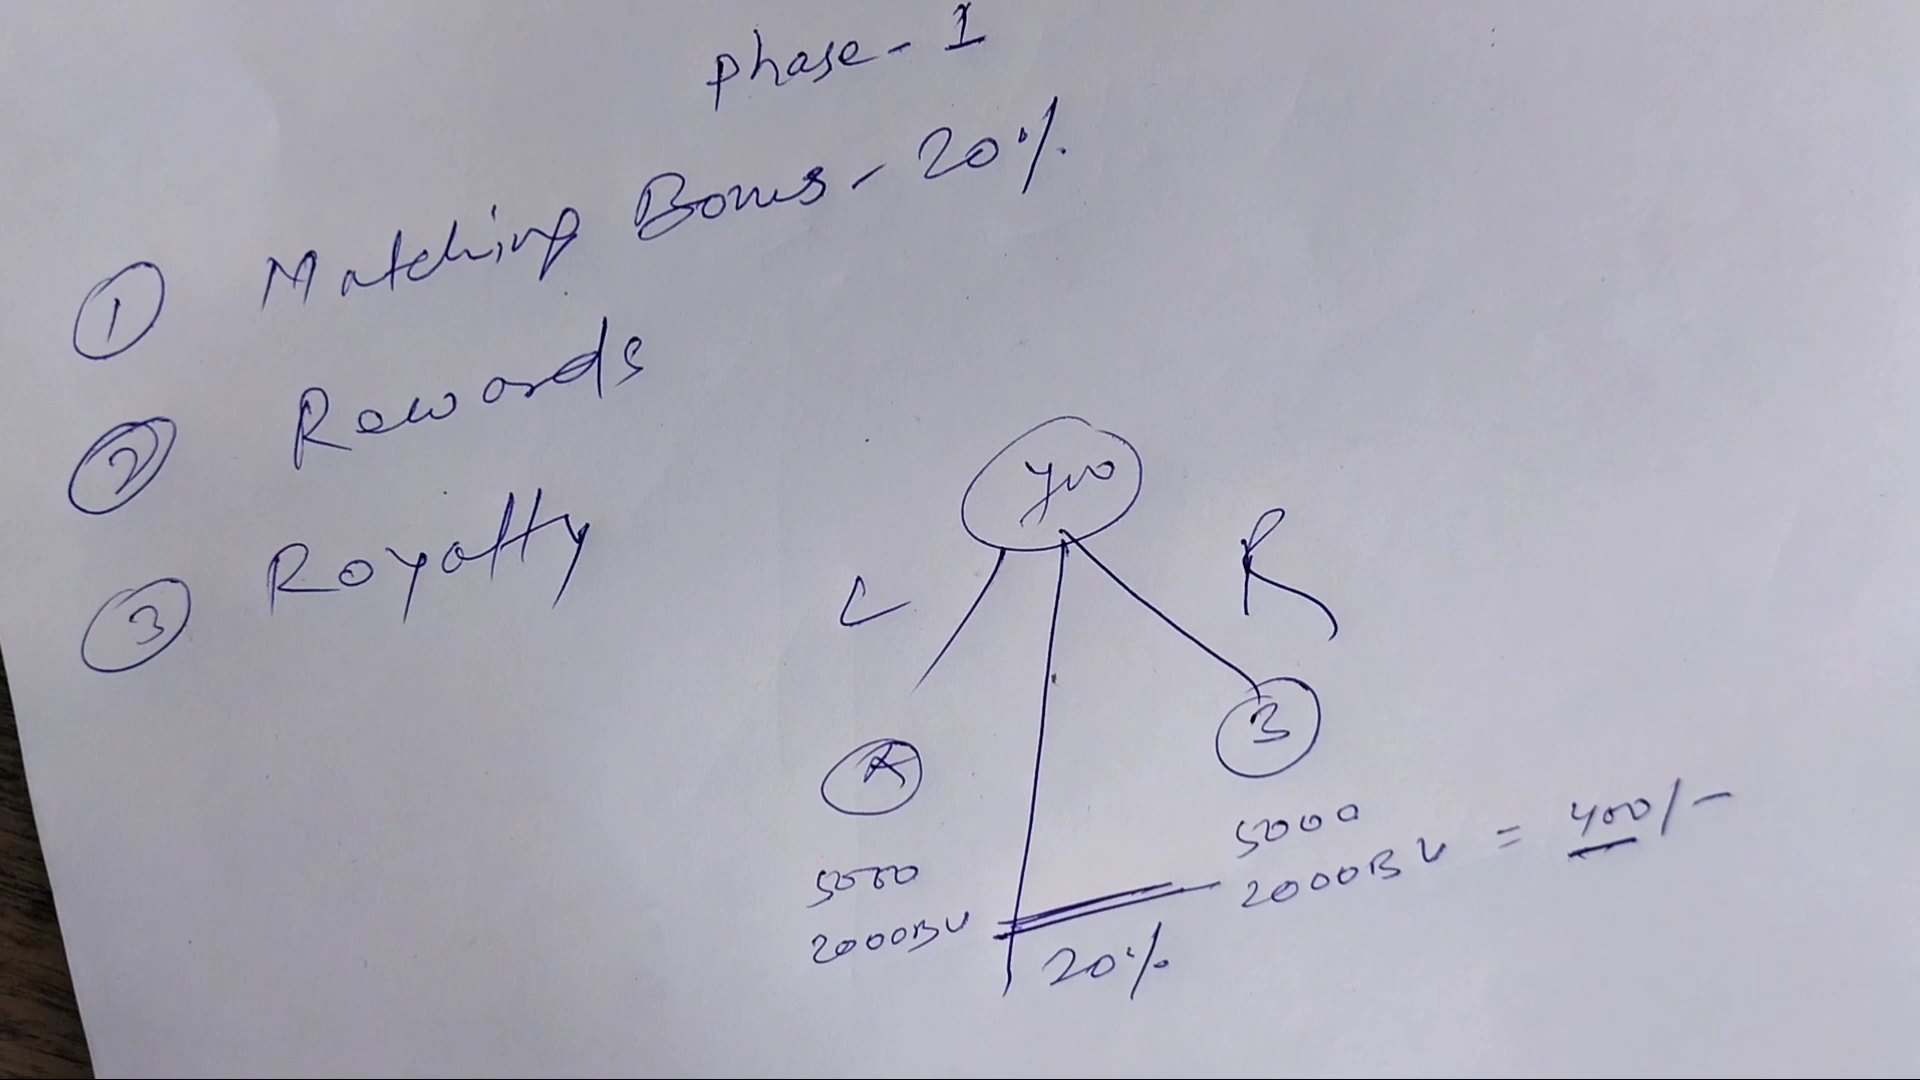 Phase - I
① Matching Bonus - 20%
② Rewards
③ Royalty
You
L R
A B
5000 5000
2000BV 2000BV = 400/-
20%